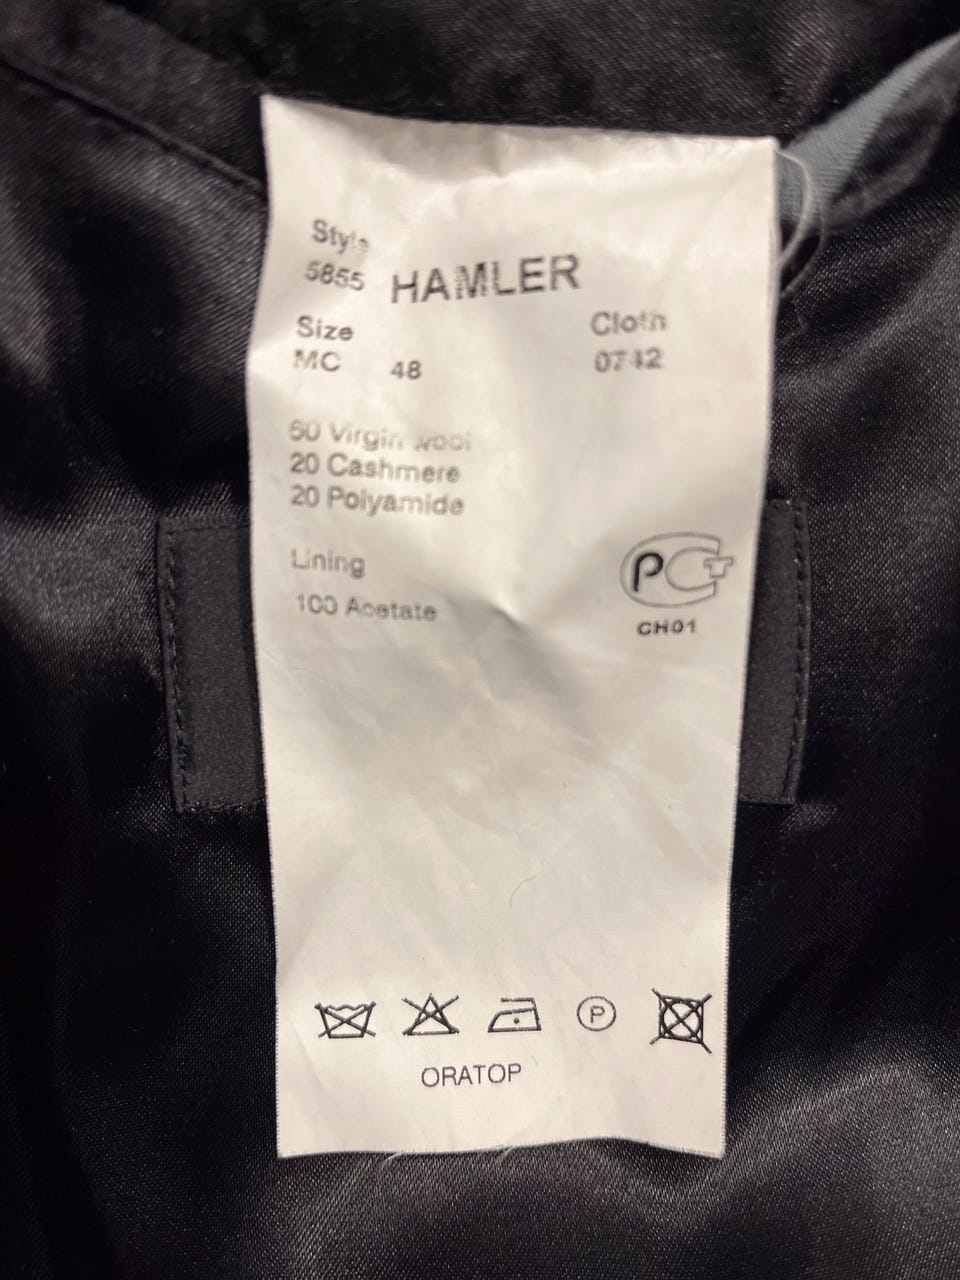 Style
5855 HAMLER
Size Cloth
MC 48 0742
60 Virgin wool
20 Cashmere
20 Polyamide
Lining
100 Acetate
PCT
CH01
P
ORATOP